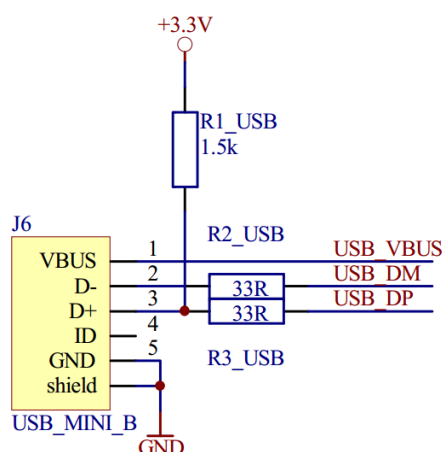 +3.3V
R1_USB
1.5k
J6
R2_USB
VBUS 1 USB_VBUS
D- 2 33R USB_DM
D+ 3 33R USB_DP
ID 4
GND 5
shield
R3_USB
USB_MINI_B
GND